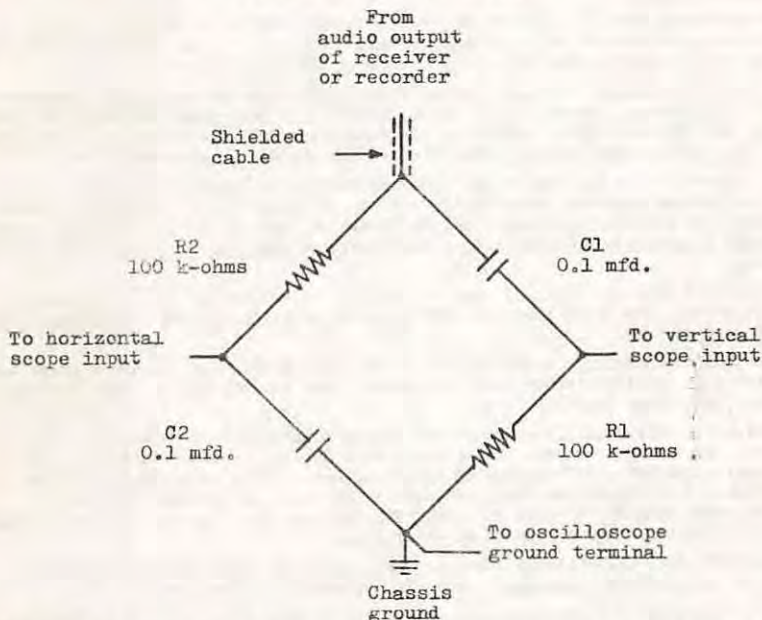 From
audio output
of receiver
or recorder
Shielded
cable
R2
100 k-ohms
C1
0.1 mfd.
To horizontal
scope input
To vertical
scope input
C2
0.1 mfd.
R1
100 k-ohms
To oscilloscope
ground terminal
Chassis
ground